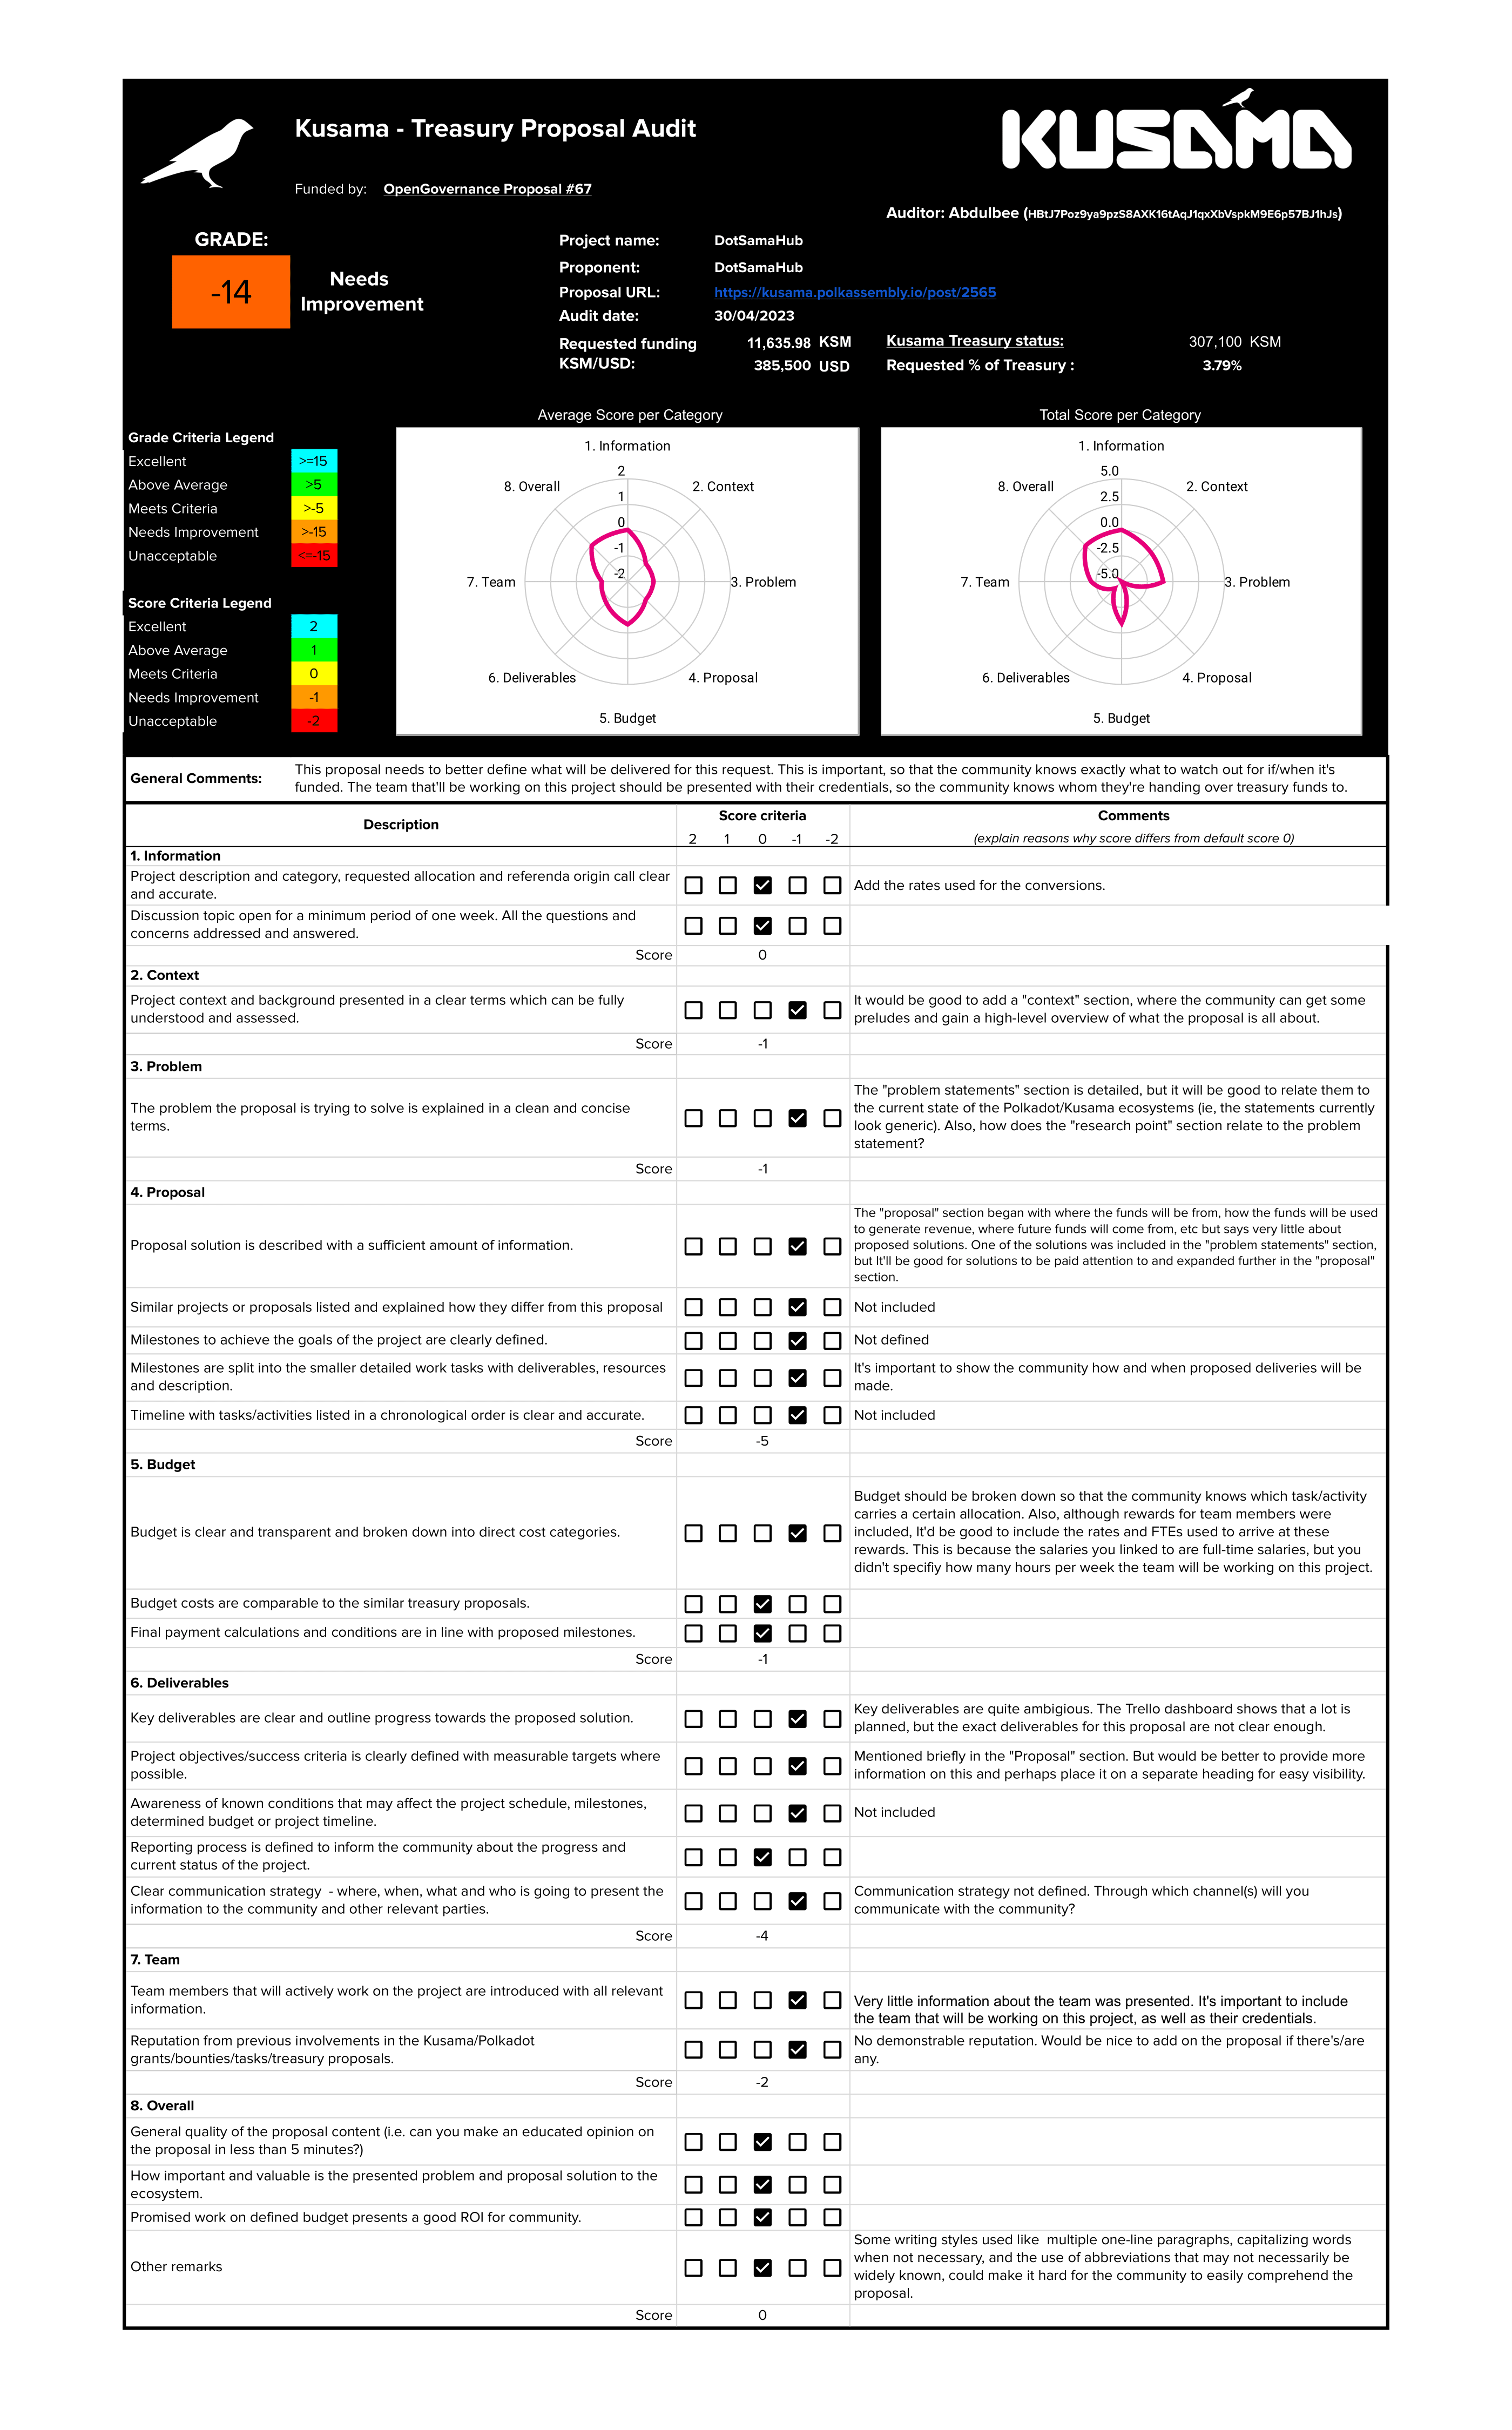 Kusama - Treasury Proposal Audit
KUSAMA
Funded by: OpenGovernance Proposal #67
Auditor: Abdulbee (HBtJ7Poz9ya9pzS8AXK16tAqJ1qxXbVspkM9E6p57BJ1hJs)
GRADE:
-14
Needs
Improvement
Project name: DotSamaHub
Proponent: DotSamaHub
Proposal URL: https://kusama.polkassembly.io/post/2565
Audit date: 30/04/2023
Requested funding
KSM/USD:
11,635.98 KSM
385,500 USD
Kusama Treasury status: 307,100 KSM
Requested % of Treasury : 3.79%
Grade Criteria Legend
Excellent >=15
Above Average >5
Meets Criteria >-5
Needs Improvement >-15
Unacceptable <=-15
Score Criteria Legend
Excellent 2
Above Average 1
Meets Criteria 0
Needs Improvement -1
Unacceptable -2
Average Score per Category
1. Information
2
8. Overall
2. Context
1
0
-1
-2
7. Team
3. Problem
6. Deliverables
4. Proposal
5. Budget
Total Score per Category
1. Information
5.0
8. Overall
2. Context
2.5
0.0
-2.5
-5.0
7. Team
3. Problem
6. Deliverables
4. Proposal
5. Budget
General Comments:
This proposal needs to better define what will be delivered for this request. This is important, so that the community knows exactly what to watch out for if/when it's
funded. The team that'll be working on this project should be presented with their credentials, so the community knows whom they're handing over treasury funds to.
Description
Score criteria
2 1 0 -1 -2
Comments
(explain reasons why score differs from default score 0)
1. Information
Project description and category, requested allocation and referenda origin call clear
and accurate.
Add the rates used for the conversions.
Discussion topic open for a minimum period of one week. All the questions and
concerns addressed and answered.
Score 0
2. Context
Project context and background presented in a clear terms which can be fully
understood and assessed.
It would be good to add a "context" section, where the community can get some
preludes and gain a high-level overview of what the proposal is all about.
Score -1
3. Problem
The problem the proposal is trying to solve is explained in a clean and concise
terms.
The "problem statements" section is detailed, but it will be good to relate them to
the current state of the Polkadot/Kusama ecosystems (ie, the statements currently
look generic). Also, how does the "research point" section relate to the problem
statement?
Score -1
4. Proposal
Proposal solution is described with a sufficient amount of information.
The "proposal" section began with where the funds will be from, how the funds will be used
to generate revenue, where future funds will come from, etc but says very little about
proposed solutions. One of the solutions was included in the "problem statements" section,
but It'll be good for solutions to be paid attention to and expanded further in the "proposal"
section.
Similar projects or proposals listed and explained how they differ from this proposal
Not included
Milestones to achieve the goals of the project are clearly defined.
Not defined
Milestones are split into the smaller detailed work tasks with deliverables, resources
and description.
It's important to show the community how and when proposed deliveries will be
made.
Timeline with tasks/activities listed in a chronological order is clear and accurate.
Not included
Score -5
5. Budget
Budget is clear and transparent and broken down into direct cost categories.
Budget should be broken down so that the community knows which task/activity
carries a certain allocation. Also, although rewards for team members were
included, It'd be good to include the rates and FTEs used to arrive at these
rewards. This is because the salaries you linked to are full-time salaries, but you
didn't specifiy how many hours per week the team will be working on this project.
Budget costs are comparable to the similar treasury proposals.
Final payment calculations and conditions are in line with proposed milestones.
Score -1
6. Deliverables
Key deliverables are clear and outline progress towards the proposed solution.
Key deliverables are quite ambigious. The Trello dashboard shows that a lot is
planned, but the exact deliverables for this proposal are not clear enough.
Project objectives/success criteria is clearly defined with measurable targets where
possible.
Mentioned briefly in the "Proposal" section. But would be better to provide more
information on this and perhaps place it on a separate heading for easy visibility.
Awareness of known conditions that may affect the project schedule, milestones,
determined budget or project timeline.
Not included
Reporting process is defined to inform the community about the progress and
current status of the project.
Clear communication strategy - where, when, what and who is going to present the
information to the community and other relevant parties.
Communication strategy not defined. Through which channel(s) will you
communicate with the community?
Score -4
7. Team
Team members that will actively work on the project are introduced with all relevant
information.
Very little information about the team was presented. It's important to include
the team that will be working on this project, as well as their credentials.
Reputation from previous involvements in the Kusama/Polkadot
grants/bounties/tasks/treasury proposals.
No demonstrable reputation. Would be nice to add on the proposal if there's/are
any.
Score -2
8. Overall
General quality of the proposal content (i.e. can you make an educated opinion on
the proposal in less than 5 minutes?)
How important and valuable is the presented problem and proposal solution to the
ecosystem.
Promised work on defined budget presents a good ROI for community.
Other remarks
Some writing styles used like multiple one-line paragraphs, capitalizing words
when not necessary, and the use of abbreviations that may not necessarily be
widely known, could make it hard for the community to easily comprehend the
proposal.
Score 0